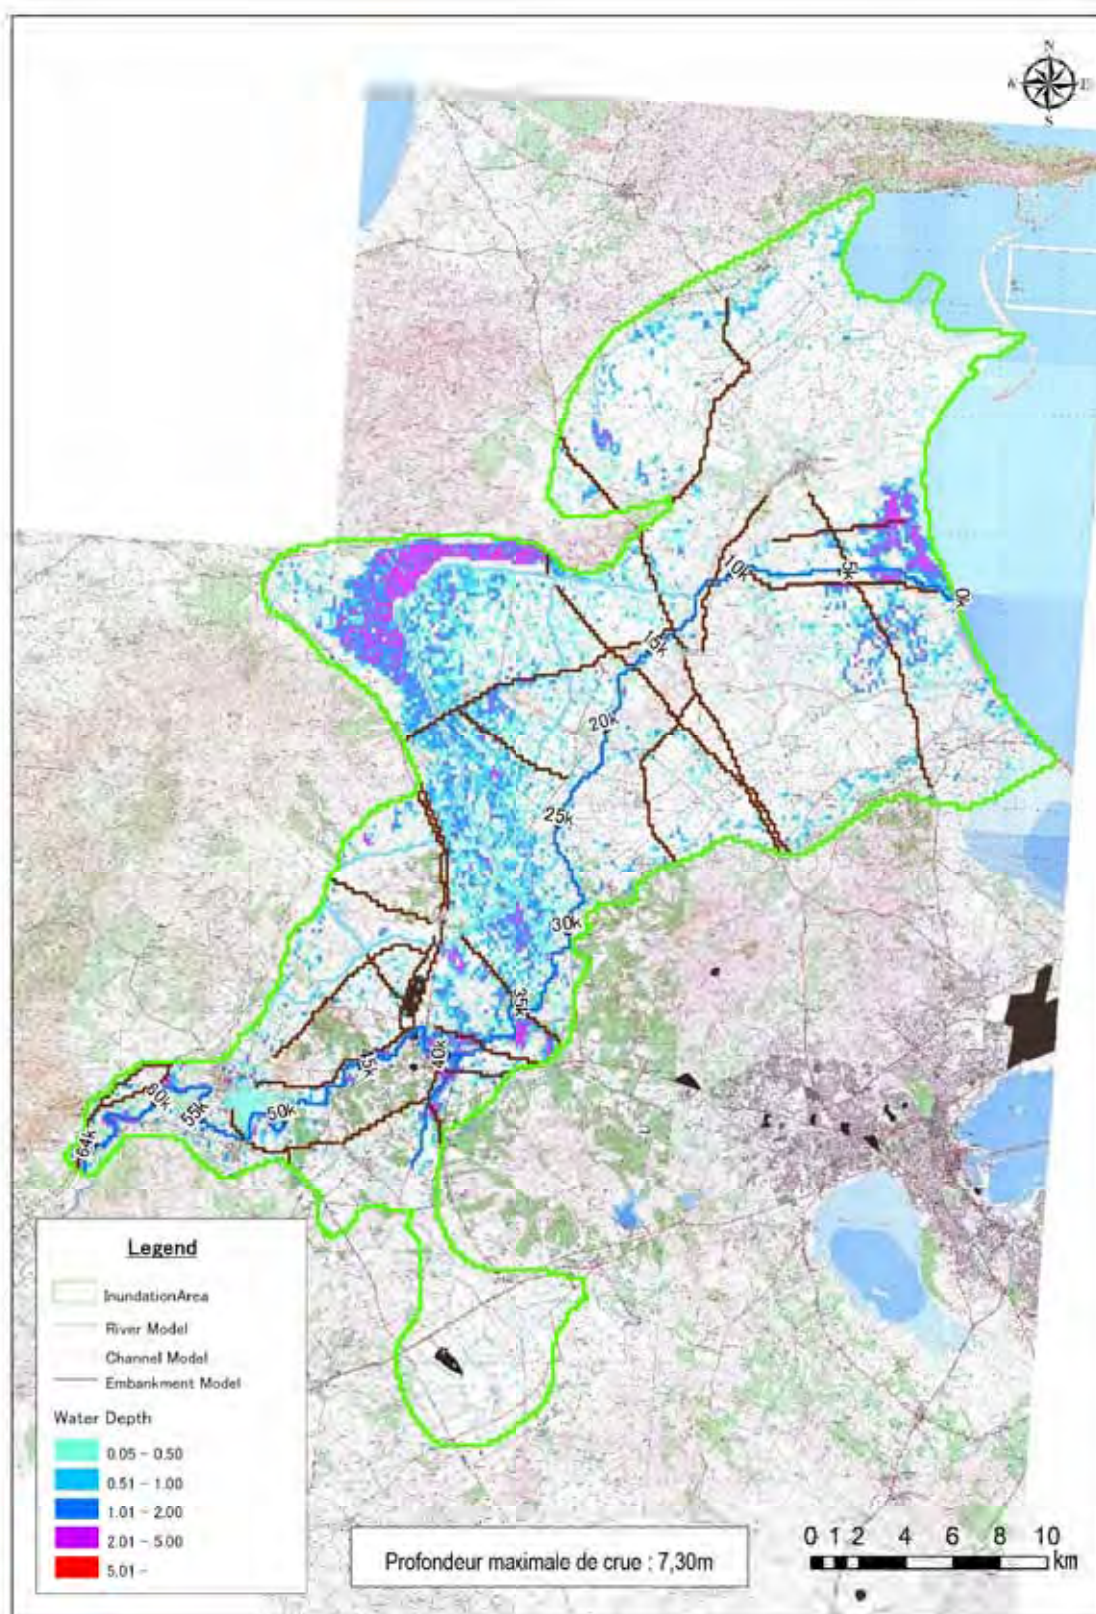 N
E
S
0k
5k
10k
15k
20k
25k
30k
35k
40k
45k
50k
55k
60k
64k
Legend
InundationArea
River Model
Channel Model
Embankment Model
Water Depth
0.05 - 0.50
0.51 - 1.00
1.01 - 2.00
2.01 - 5.00
5.01 -
Profondeur maximale de crue : 7,30m
0 1 2 4 6 8 10
km